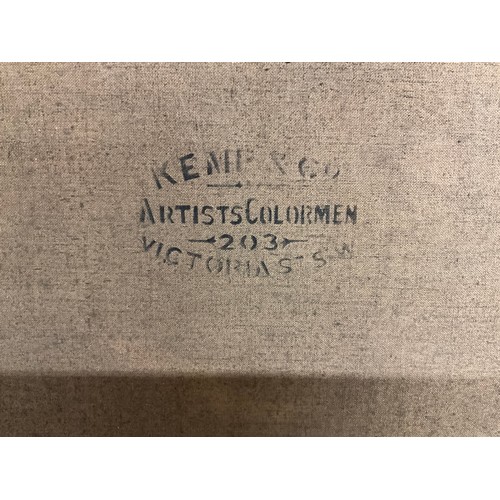 KEMP & Co
ARTISTS COLORMEN
203
VICTORIA ST S.W